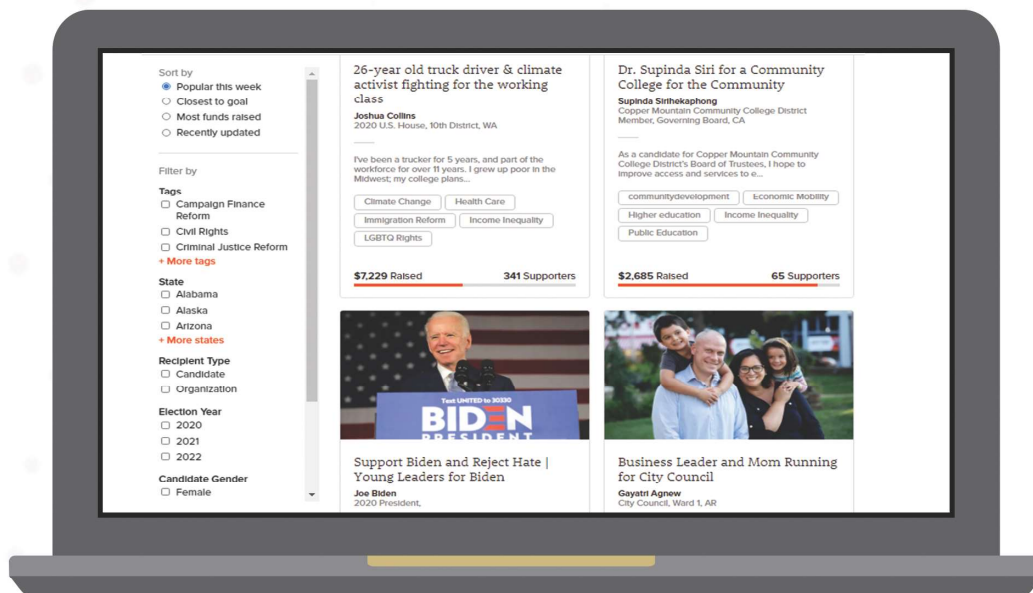 Sort by
Popular this week
Closest to goal
Most funds raised
Recently updated
Filter by
Tags
Campaign Finance
Reform
Civil Rights
Criminal Justice Reform
+ More tags
State
Alabama
Alaska
Arizona
+ More states
Recipient Type
Candidate
Organization
Election Year
2020
2021
2022
Candidate Gender
Female
26-year old truck driver & climate
activist fighting for the working
class
Joshua Collins
2020 U.S. House, 10th District, WA
I've been a trucker for 5 years, and part of the
workforce for over 11 years. I grew up poor in the
Midwest; my college plans...
Climate Change
Health Care
Immigration Reform
Income Inequality
LGBTQ Rights
$7,229 Raised
341 Supporters
Dr. Supinda Siri for a Community
College for the Community
Supinda Sirihekaphong
Copper Mountain Community College District
Member, Governing Board, CA
As a candidate for Copper Mountain Community
College District's Board of Trustees, I hope to
improve access and services to e...
communitydevelopment
Economic Mobility
Higher education
Income Inequality
Public Education
$2,685 Raised
65 Supporters
Text UNITED to 30330
BIDEN
PRESIDENT
Support Biden and Reject Hate |
Young Leaders for Biden
Joe Biden
2020 President,
Business Leader and Mom Running
for City Council
Gayatri Agnew
City Council, Ward 1, AR